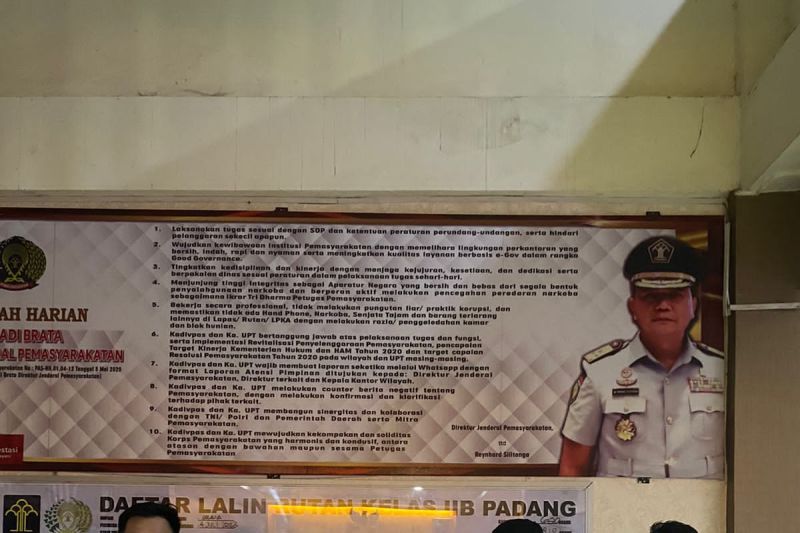 AH HARIAN
ADI BRATA
AL PEMASYARAKATAN
1. Laksanakan tugas sesuai dengan SOP dan ketentuan peraturan perundang-undangan, serta hindari
pelanggaran sekecil apapun.
2. Wujudkan kewibawaan Institusi Pemasyarakatan dengan memelihara lingkungan perkantoran yang
bersih, indah, rapi dan nyaman serta meningkatkan kualitas layanan berbasis e-Gov dalam rangka
Good Governance.
3. Tingkatkan kedisiplinan dan kinerja dengan menjaga kejujuran, kesetiaan, dan dedikasi serta
berpakaian dinas sesuai peraturan dalam pelaksanaan tugas sehari-hari.
4. Manjunjung tinggi integritas sebagai Aparatur Negara yang bersih dan bebas dari segala bentuk
penyalahgunaan narkoba dan berperan aktif melakukan pencegahan peredaran narkoba
sebagaimana ikrar Tri Dharma Petugas Pemasyarakatan.
5. Bekerja secara profesional, tidak melakukan pungutan liar/ praktik korupsi, dan
memastikan tidak ada Hand Phone, Narkoba, Senjata Tajam dan barang terlarang
lainnya di Lapas/ Rutan/ LPKA dengan melakukan razia/ penggeledahan kamar
dan blok hunian.
6. Kadivpas dan Ka. UPT bertanggung jawab atas pelaksanaan tugas dan fungsi,
serta implementasi Revitalisasi Penyelenggaraan Pemasyarakatan, pencapaian
Target Kinerja Kementerian Hukum dan HAM Tahun 2020 dan target capaian
Resolusi Pemasyarakatan Tahun 2020 pada wilayah dan UPT masing-masing.
7. Kadivpas dan Ka. UPT wajib membuat laporan seketika melalui Whatsapp dengan
format Laporan Atensi Pimpinan ditujukan kepada: Direktur Jenderal
Pemasyarakatan, Direktur terkait dan Kepala Kantor Wilayah.
8. Kadivpas dan Ka. UPT melakukan counter berita negatif tentang
Pemasyarakatan, dengan melakukan konfirmasi dan klarifikasi
terhadap pihak terkait.
9. Kadivpas dan Ka. UPT membangun sinergitas dan kolaborasi
dengan TNI/ Polri dan Pemerintah Daerah serta Mitra
Pemasyarakatan.
10. Kadivpas dan Ka. UPT mewujudkan kekompakan dan soliditas
Korps Pemasyarakatan yang harmonis dan kondusif, antara
atasan dengan bawahan maupun sesama Petugas
Pemasyarakatan
Direktur Jenderal Pemasyarakatan,
ttd
Reynhard Silitonga
DAFTAR LALIN RUTAN KELAS IIB PADANG